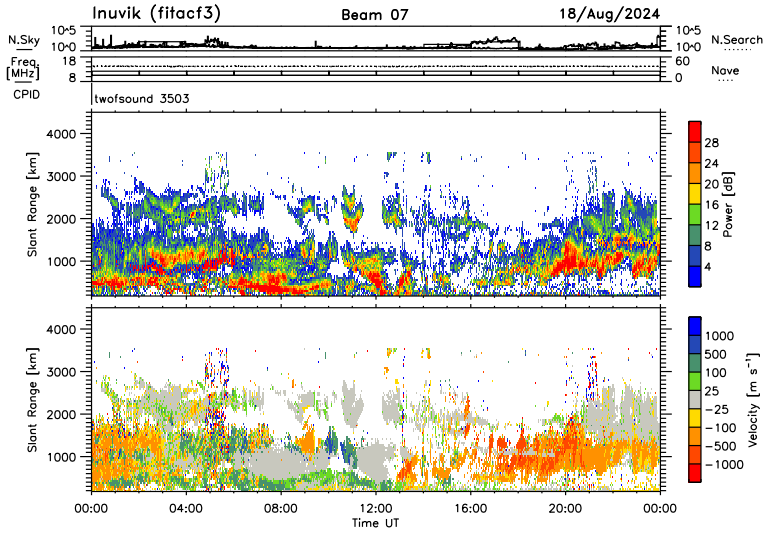 Inuvik (fitacf3) Beam 07 18/Aug/2024
N.Sky 10^5 10^0 10^5 10^0 N.Search
Freq. [MHz] 18 8 60 0 Nave
CPID twofsound 3503
Slant Range [km] 4000 3000 2000 1000
28 24 20 16 12 8 4 Power [dB]
Slant Range [km] 4000 3000 2000 1000
1000 500 100 25 −25 −100 −500 −1000 Velocity [m s⁻¹]
00:00 04:00 08:00 12:00 16:00 20:00 00:00
Time UT